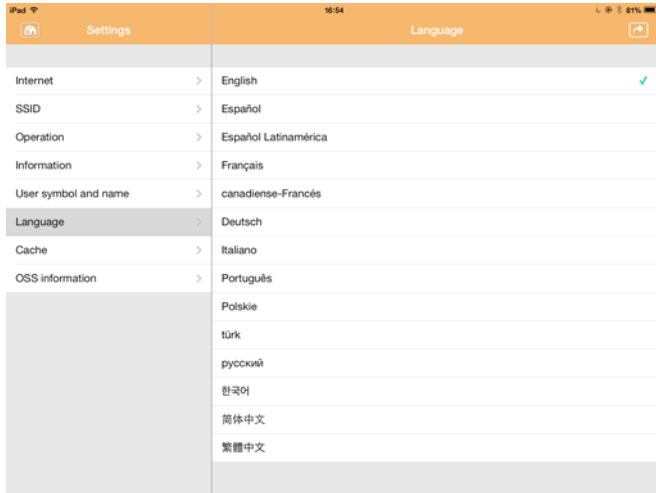 iPad 16:54 81%
Settings
Language
Internet
SSID
Operation
Information
User symbol and name
Language
Cache
OSS information
English
Español
Español Latinamérica
Français
canadiense-Francés
Deutsch
Italiano
Português
Polskie
türk
русский
한국어
简体中文
繁體中文